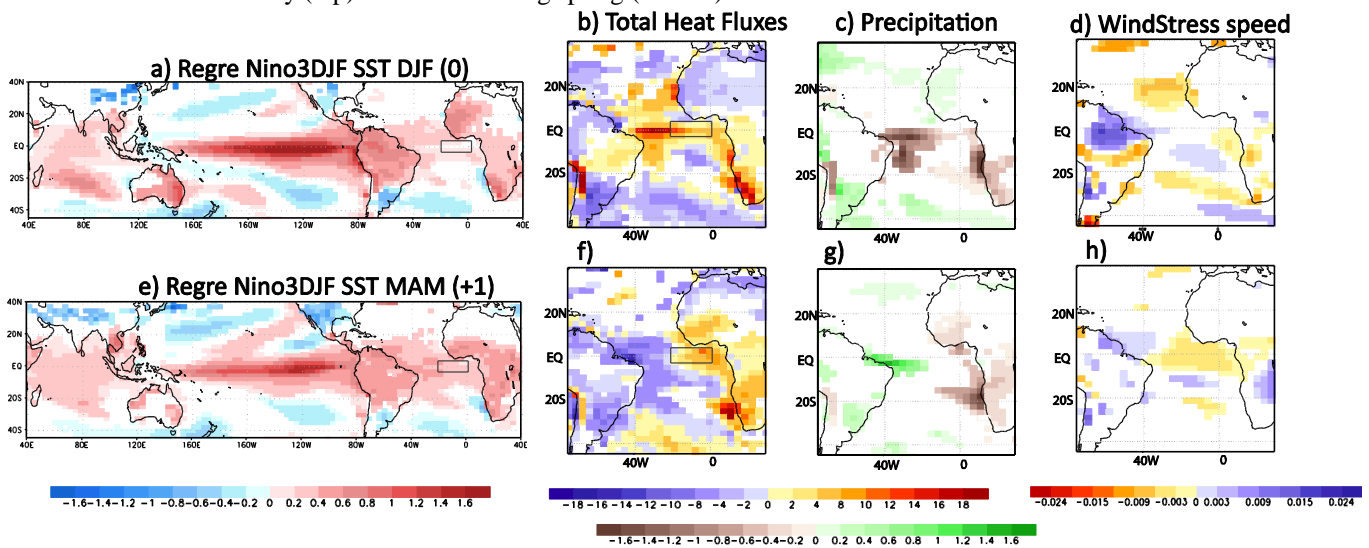 b) Total Heat Fluxes
c) Precipitation
d) WindStress speed
a) Regre Nino3DJF SST DJF (0)
40N
20N
EQ
20S
40S
40E 80E 120E 160E 160W 120W 80W 40W 0 40E
20N
EQ
20S
40W 0
20N
EQ
20S
40W 0
20N
EQ
20S
40W 0
e) Regre Nino3DJF SST MAM (+1)
40N
20N
EQ
20S
40S
40E 80E 120E 160E 160W 120W 80W 40W 0 40E
f)
20N
EQ
20S
40W 0
g)
20N
EQ
20S
40W 0
h)
20N
EQ
20S
40W 0
-1.6-1.4-1.2 -1 -0.8-0.6-0.4-0.2 0 0.2 0.4 0.6 0.8 1 1.2 1.4 1.6
-18 -16 -14 -12 -10 -8 -6 -4 -2 0 2 4 8 10 12 14 16 18
-0.024 -0.015 -0.009 -0.003 0 0.003 0.009 0.015 0.024
-1.6-1.4-1.2 -1 -0.8-0.6-0.4-0.2 0 0.2 0.4 0.6 0.8 1 1.2 1.4 1.6